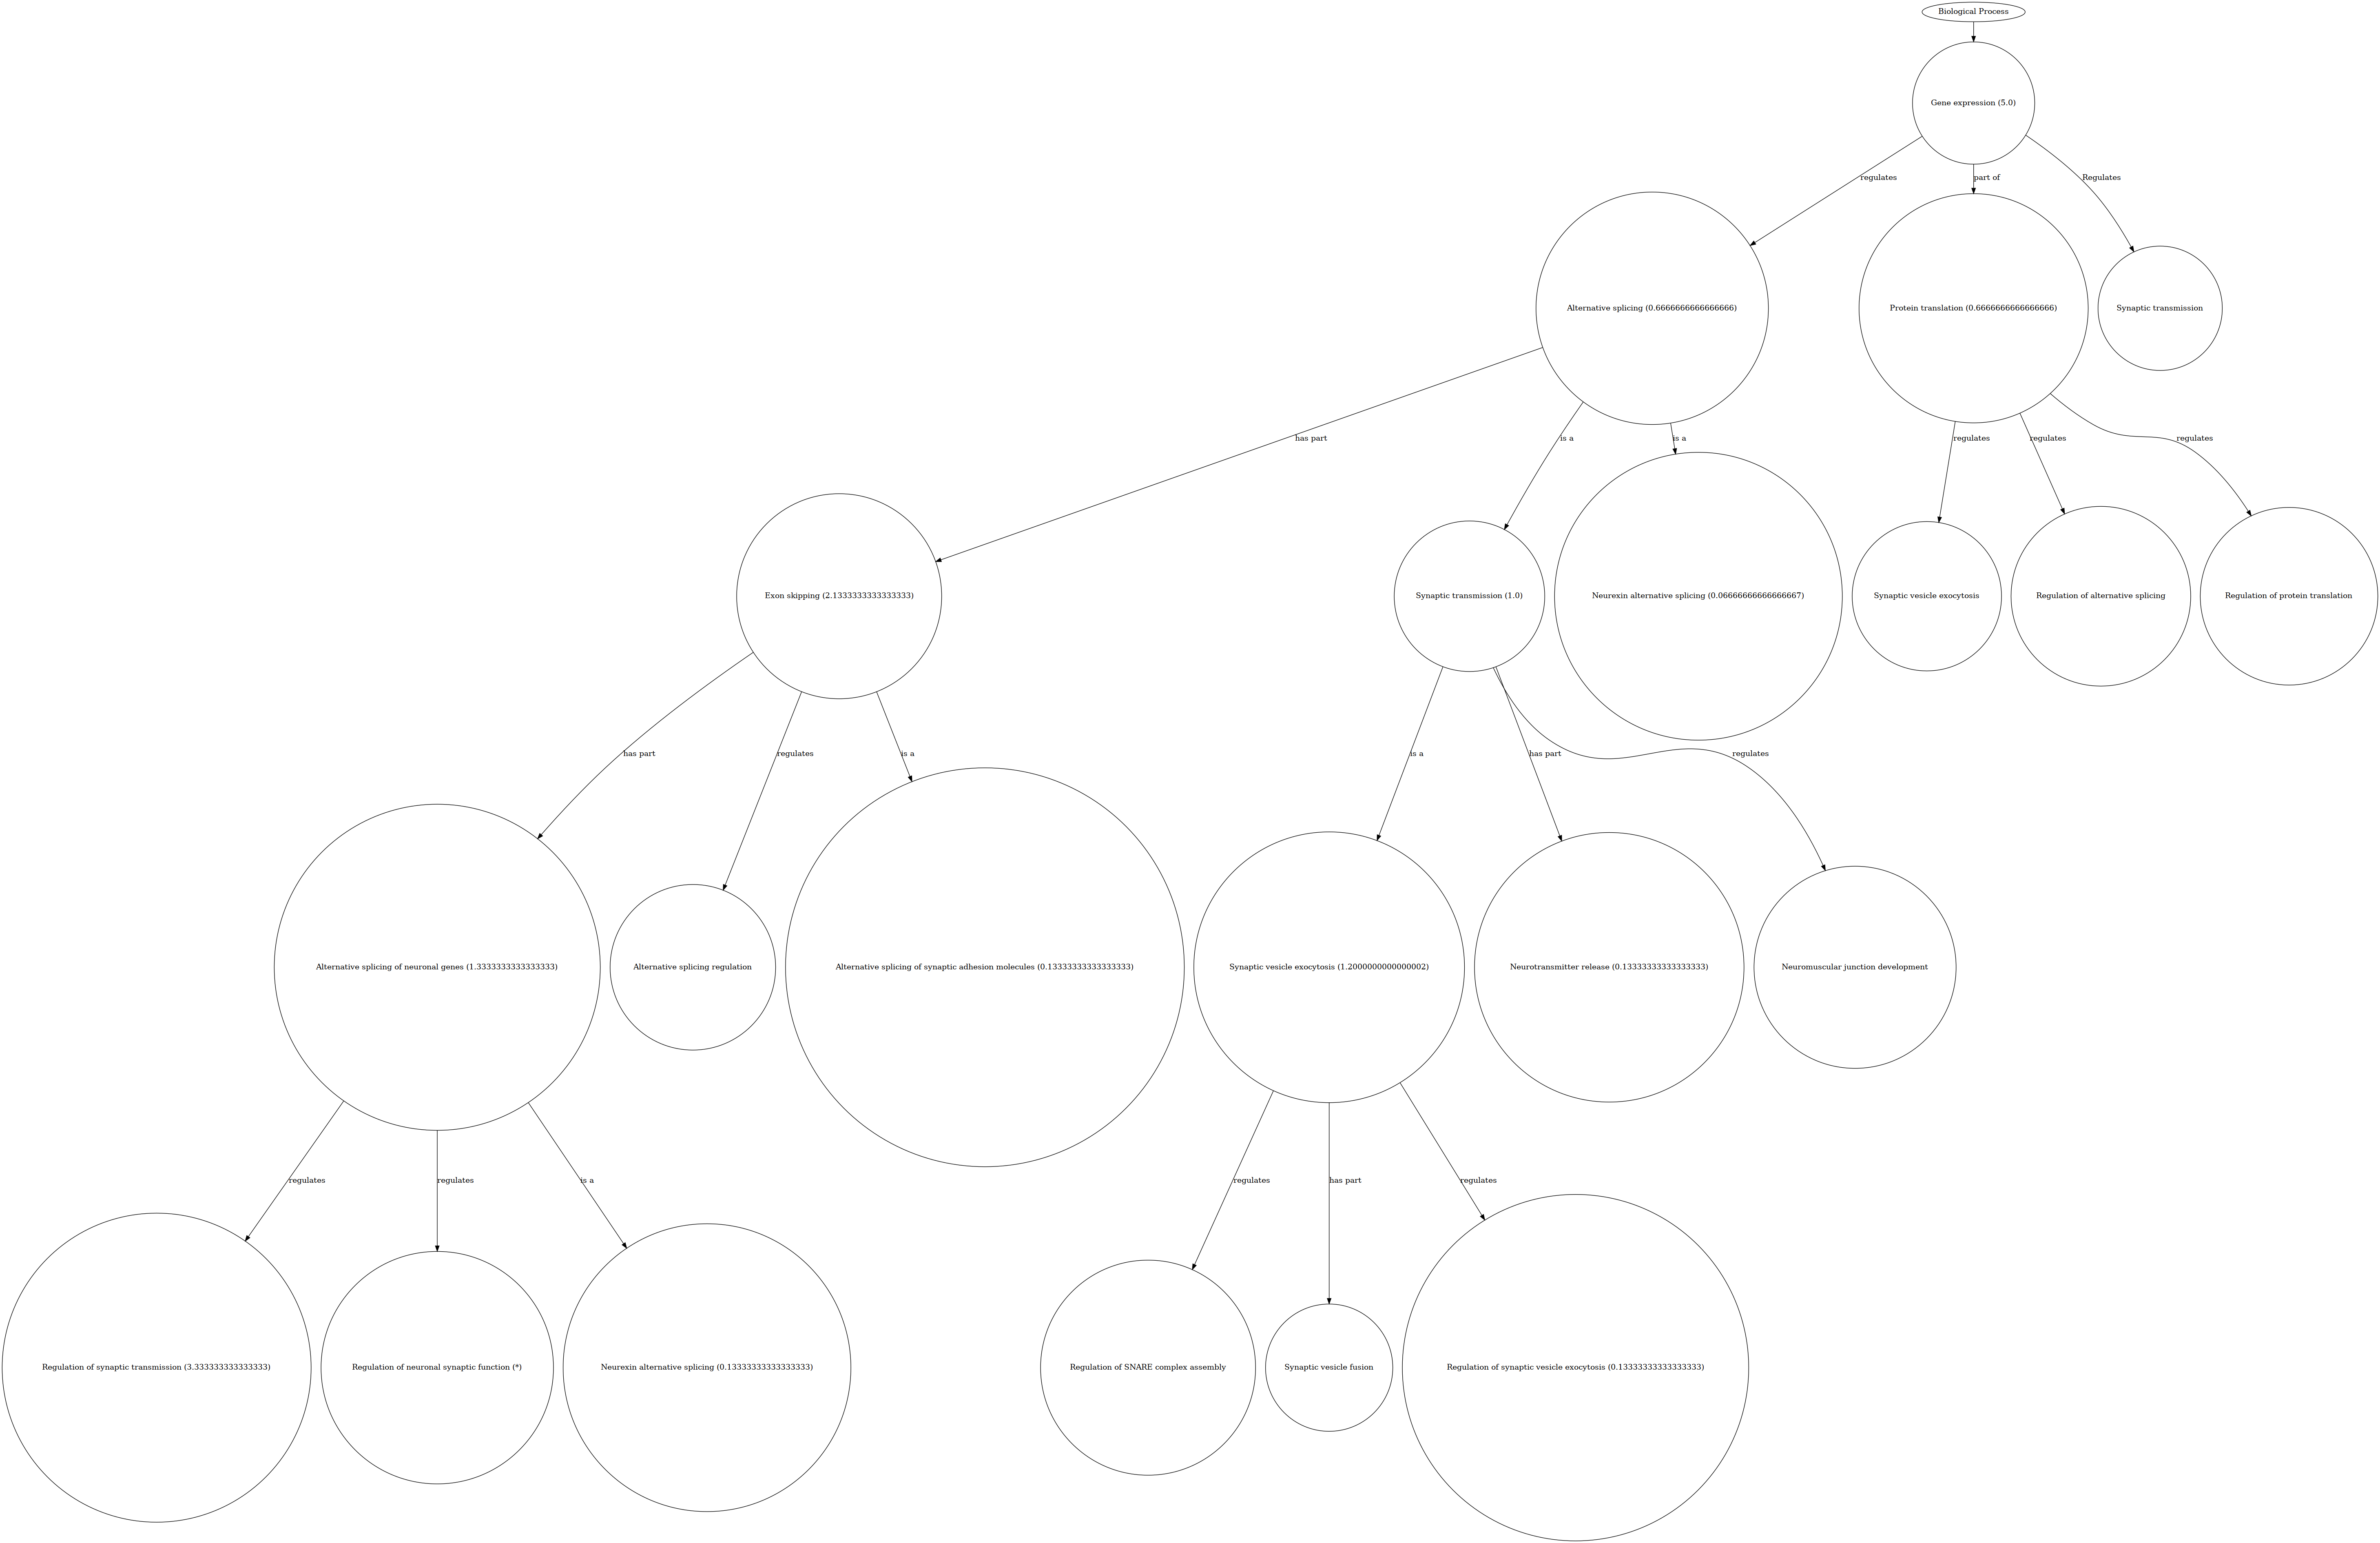 Biological Process
Gene expression (5.0)
regulates
part of
Regulates
Alternative splicing (0.6666666666666666)
Protein translation (0.6666666666666666)
Synaptic transmission
has part
is a
is a
regulates
regulates
regulates
Exon skipping (2.1333333333333333)
Synaptic transmission (1.0)
Neurexin alternative splicing (0.06666666666666667)
Synaptic vesicle exocytosis
Regulation of alternative splicing
Regulation of protein translation
has part
regulates
is a
is a
has part
regulates
Alternative splicing of neuronal genes (1.3333333333333333)
Alternative splicing regulation
Alternative splicing of synaptic adhesion molecules (0.13333333333333333)
Synaptic vesicle exocytosis (1.2000000000000002)
Neurotransmitter release (0.13333333333333333)
Neuromuscular junction development
regulates
regulates
is a
regulates
has part
regulates
Regulation of synaptic transmission (3.333333333333333)
Regulation of neuronal synaptic function (*)
Neurexin alternative splicing (0.13333333333333333)
Regulation of SNARE complex assembly
Synaptic vesicle fusion
Regulation of synaptic vesicle exocytosis (0.13333333333333333)